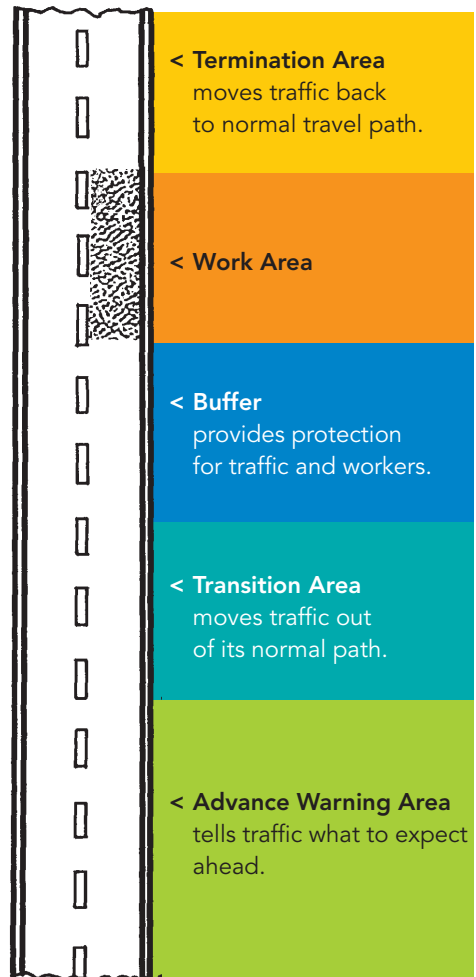 < Termination Area
moves traffic back
to normal travel path.
< Work Area
< Buffer
provides protection
for traffic and workers.
< Transition Area
moves traffic out
of its normal path.
< Advance Warning Area
tells traffic what to expect
ahead.